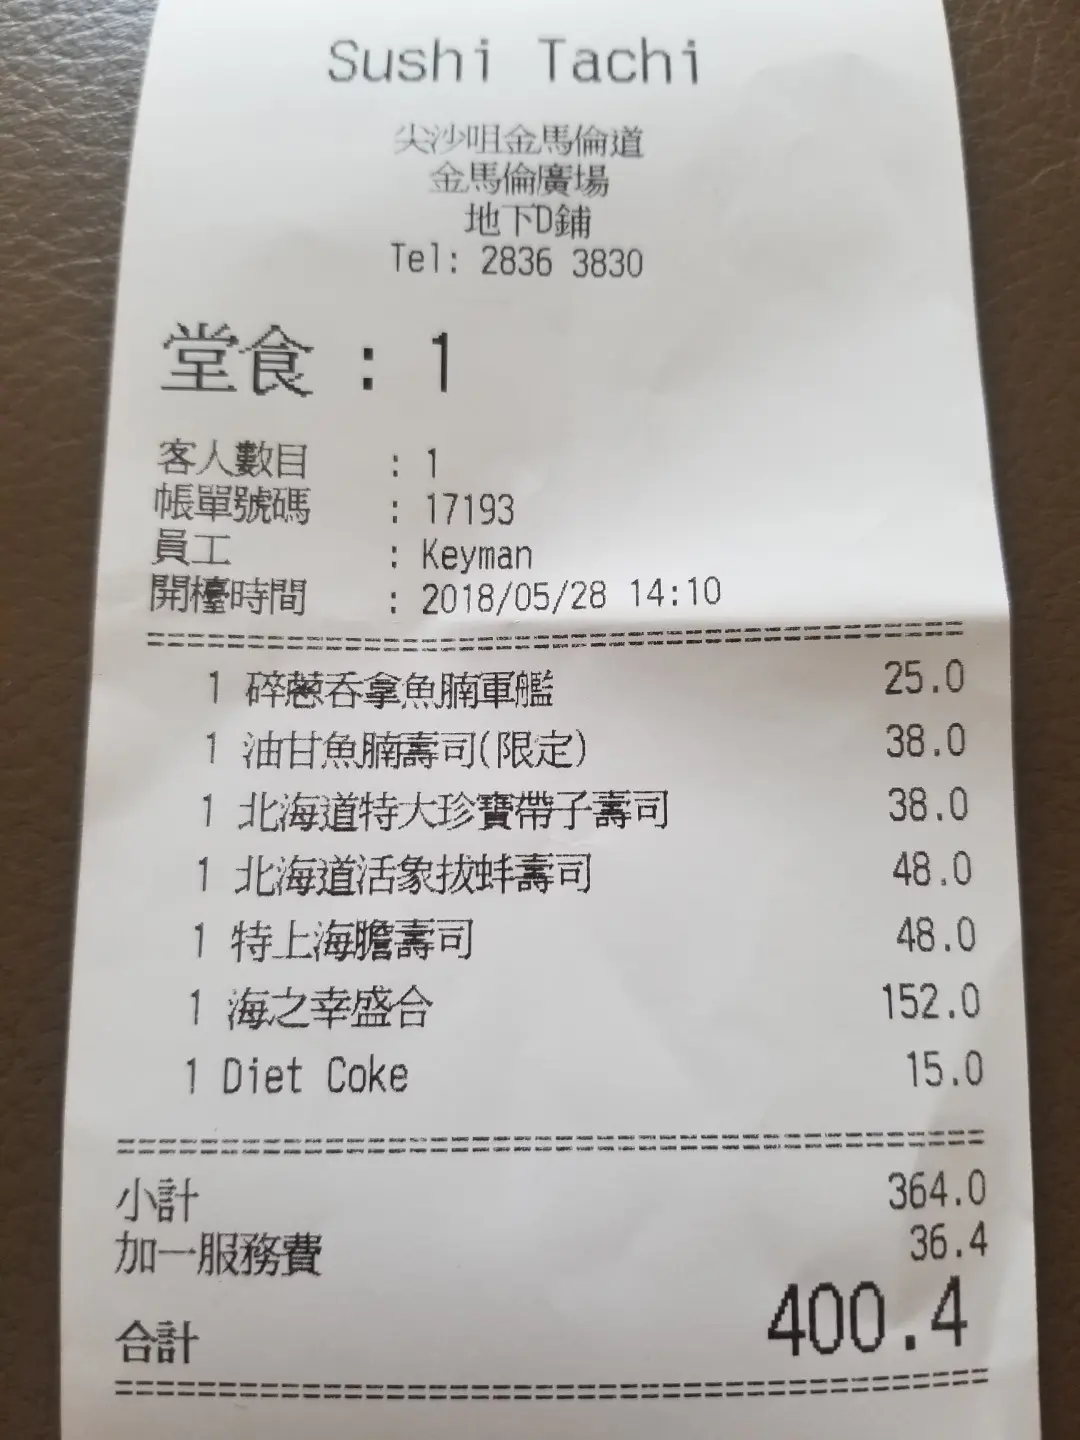 Sushi Tachi
尖沙咀金馬倫道
金馬倫廣場
地下D鋪
Tel: 2836 3830
堂食 : 1
客人數目 : 1
帳單號碼 : 17193
員工 : Keyman
開檯時間 : 2018/05/28 14:10
1 碎蔥吞拿魚腩軍艦 25.0
1 油甘魚腩壽司(限定) 38.0
1 北海道特大珍寶帶子壽司 38.0
1 北海道活象拔蚌壽司 48.0
1 特上海膽壽司 48.0
1 海之幸盛合 152.0
1 Diet Coke 15.0
小計 364.0
加一服務費 36.4
合計 400.4